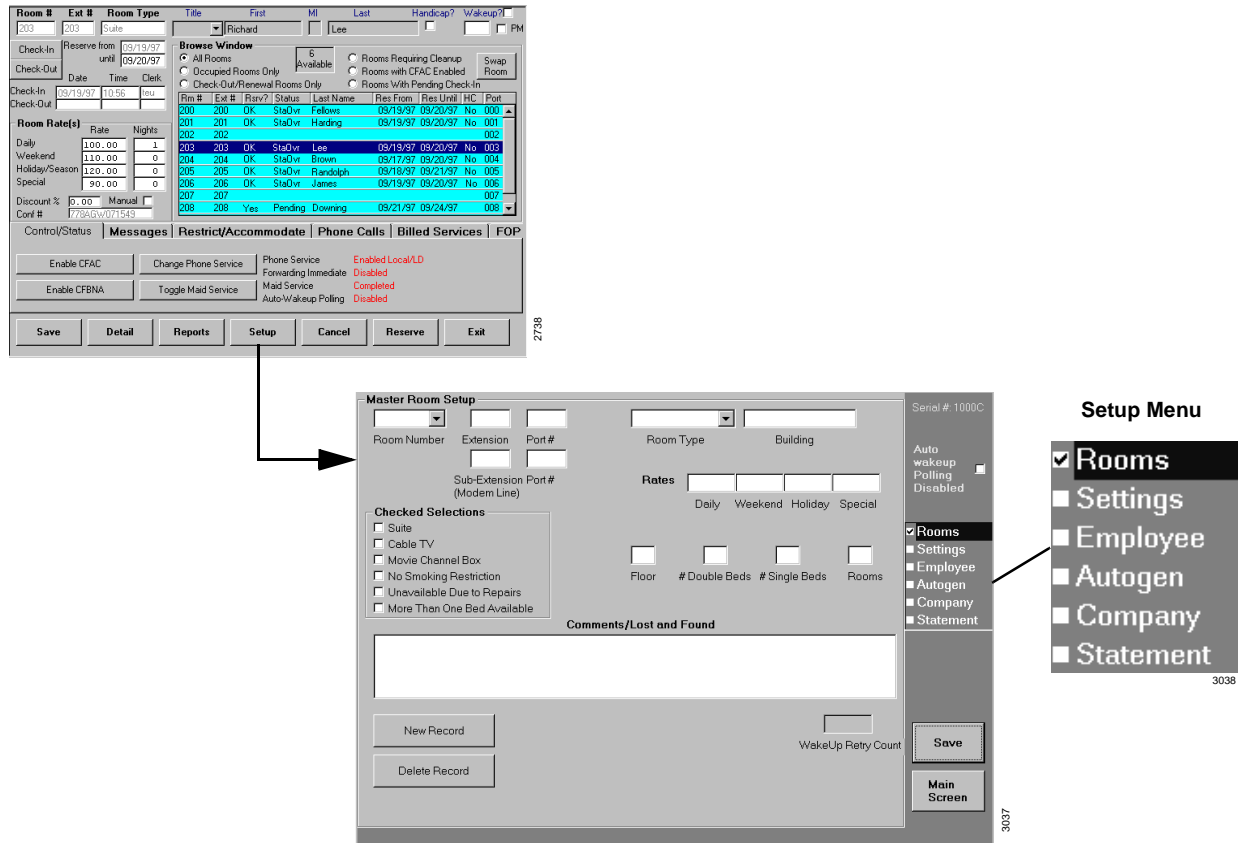 Room # Ext # Room Type Title First MI Last Handicap? Wakeup?
203 203 Suite Richard Lee PM
Check-In Reserve from 09/19/97
until 09/20/97
Check-Out
Date Time Clerk
Check-In 09/19/97 10:56 teu
Check-Out
Browse Window
All Rooms
Occupied Rooms Only
Check-Out/Renewal Rooms Only
6
Available
Rooms Requiring Cleanup
Rooms with CFAC Enabled
Rooms With Pending Check-In
Swap
Room
Rm # Ext # Rsrv? Status Last Name Res From Res Until HC Port
200 200 OK StaOvr Fellows 09/19/97 09/20/97 No 000
201 201 OK StaOvr Harding 09/19/97 09/20/97 No 001
202 202 002
203 203 OK StaOvr Lee 09/19/97 09/20/97 No 003
204 204 OK StaOvr Brown 09/17/97 09/20/97 No 004
205 205 OK StaOvr Randolph 09/18/97 09/21/97 No 005
206 206 OK StaOvr James 09/19/97 09/20/97 No 006
207 207 007
208 208 Yes Pending Downing 09/21/97 09/24/97 008
Room Rate(s)
Rate Nights
Daily 100.00 1
Weekend 110.00 0
Holiday/Season 120.00 0
Special 90.00 0
Discount % 0.00 Manual
Conf # 778AGW071549
Control/Status Messages Restrict/Accommodate Phone Calls Billed Services FOP
Enable CFAC Change Phone Service
Enable CFBNA Toggle Maid Service
Phone Service Enabled Local/LD
Forwarding Immediate Disabled
Maid Service Completed
Auto-Wakeup Polling Disabled
Save Detail Reports Setup Cancel Reserve Exit
2738
Master Room Setup
Room Number Extension Port # Room Type Building
Sub-Extension Port #
(Modem Line)
Rates
Daily Weekend Holiday Special
Checked Selections
Suite
Cable TV
Movie Channel Box
No Smoking Restriction
Unavailable Due to Repairs
More Than One Bed Available
Floor # Double Beds # Single Beds Rooms
Comments/Lost and Found
New Record
Delete Record
WakeUp Retry Count
Serial #: 1000C
Auto
wakeup
Polling
Disabled
Rooms
Settings
Employee
Autogen
Company
Statement
Save
Main
Screen
3037
Setup Menu
Rooms
Settings
Employee
Autogen
Company
Statement
3038